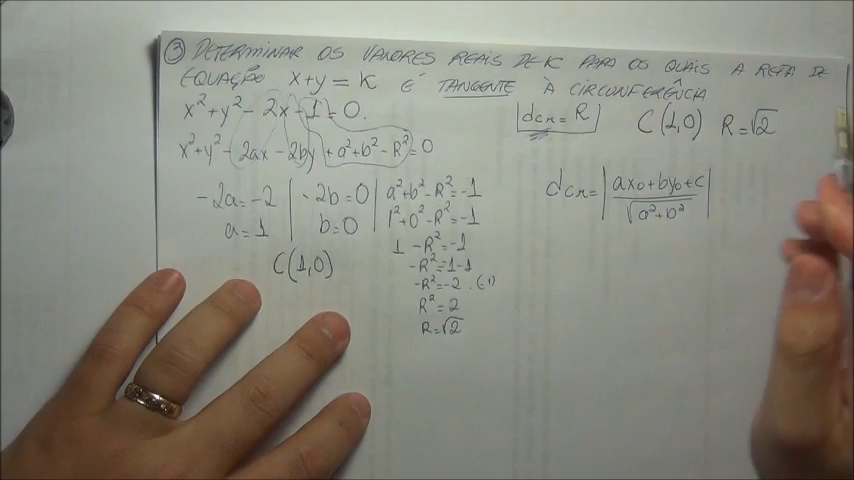 ③ DETERMINAR OS VALORES REAIS DE K PARA OS QUAIS A RETA DE
EQUAÇÃO x+y=K É TANGENTE À CIRCUNFERÊNCIA
x²+y²-2x-1=0.
x²+y²-2ax-2by+a²+b²-R²=0
-2a=-2
a=1
-2b=0
b=0
C(1,0)
a²+b²-R²=-1
1²+0²-R²=-1
1-R²=-1
-R²=-1-1
-R²=-2.(-1)
R²=2
R=√2
dcr=R
C(1,0) R=√2
dcr=|ax₀+by₀+c|
√a²+b²